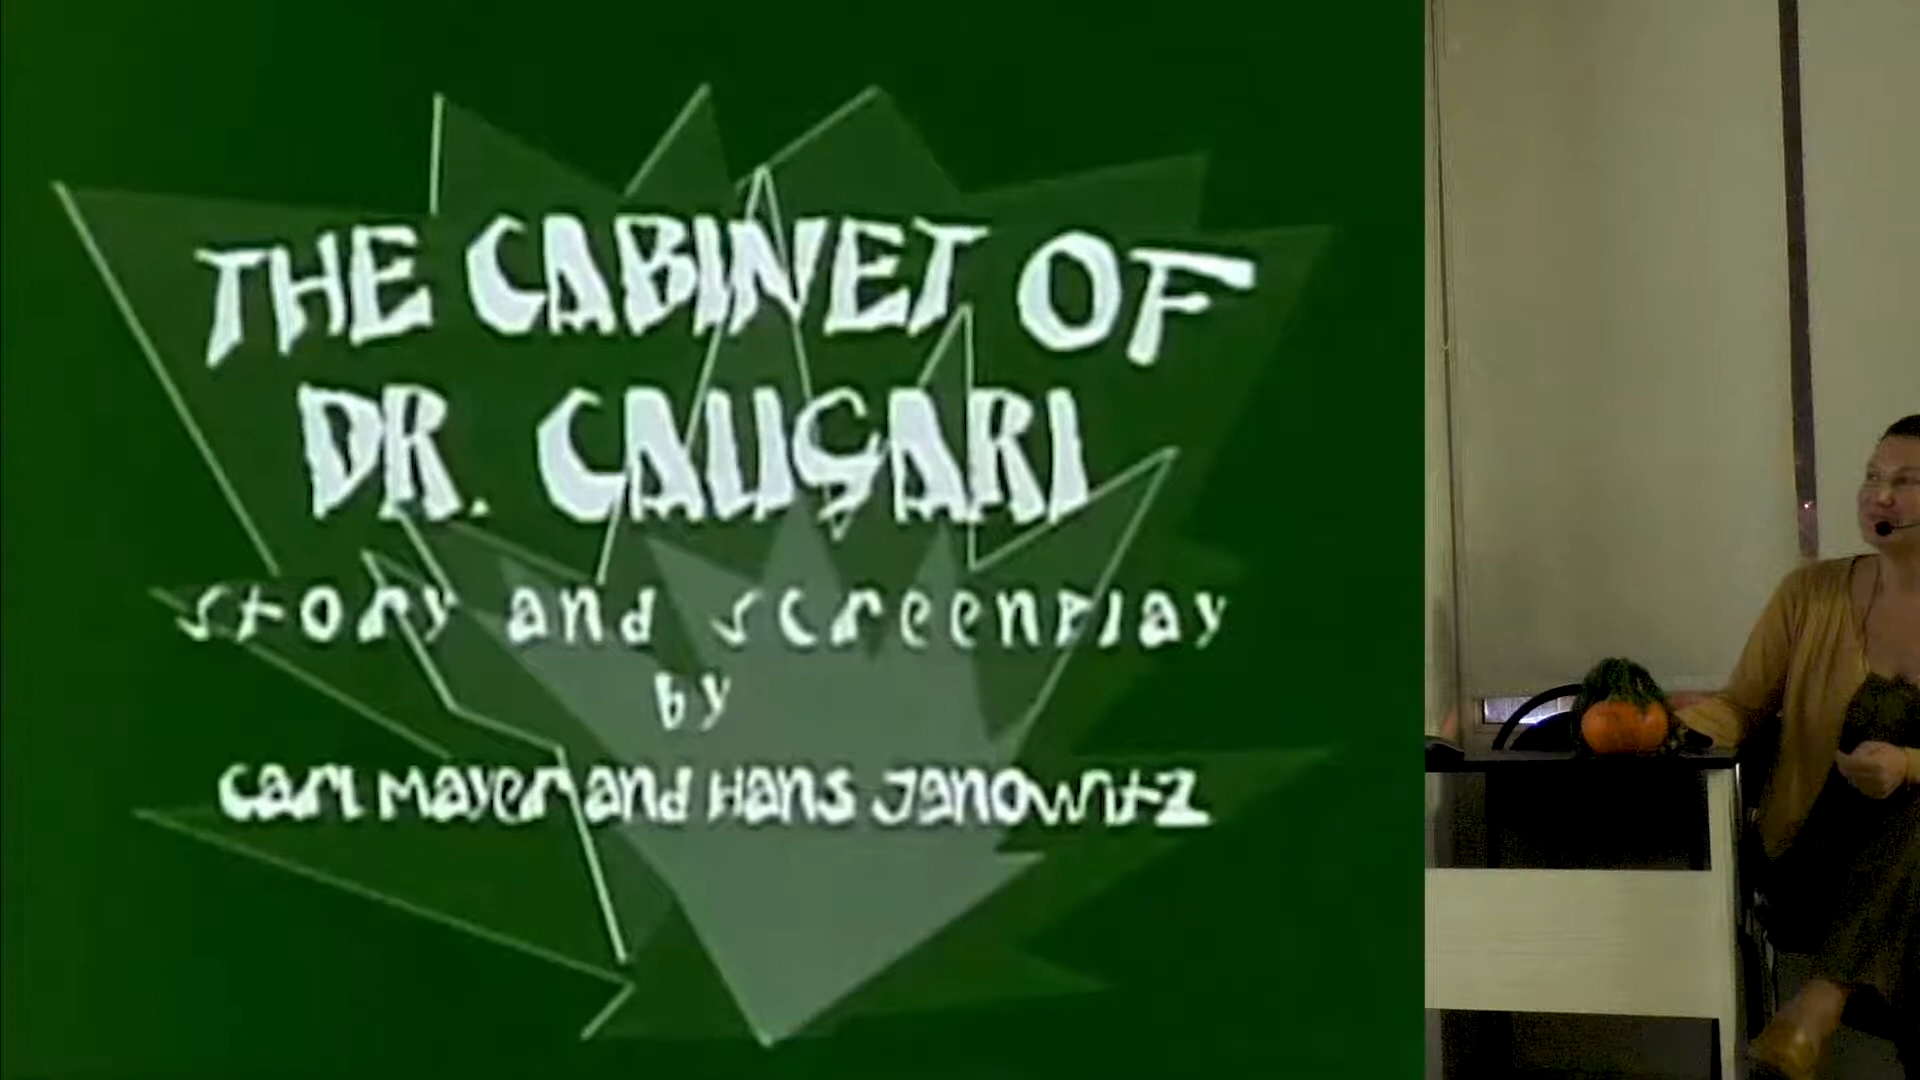 THE CABINET OF
DR. CALIGARI
story and screenplay
by
Carl Mayer and Hans Janowitz